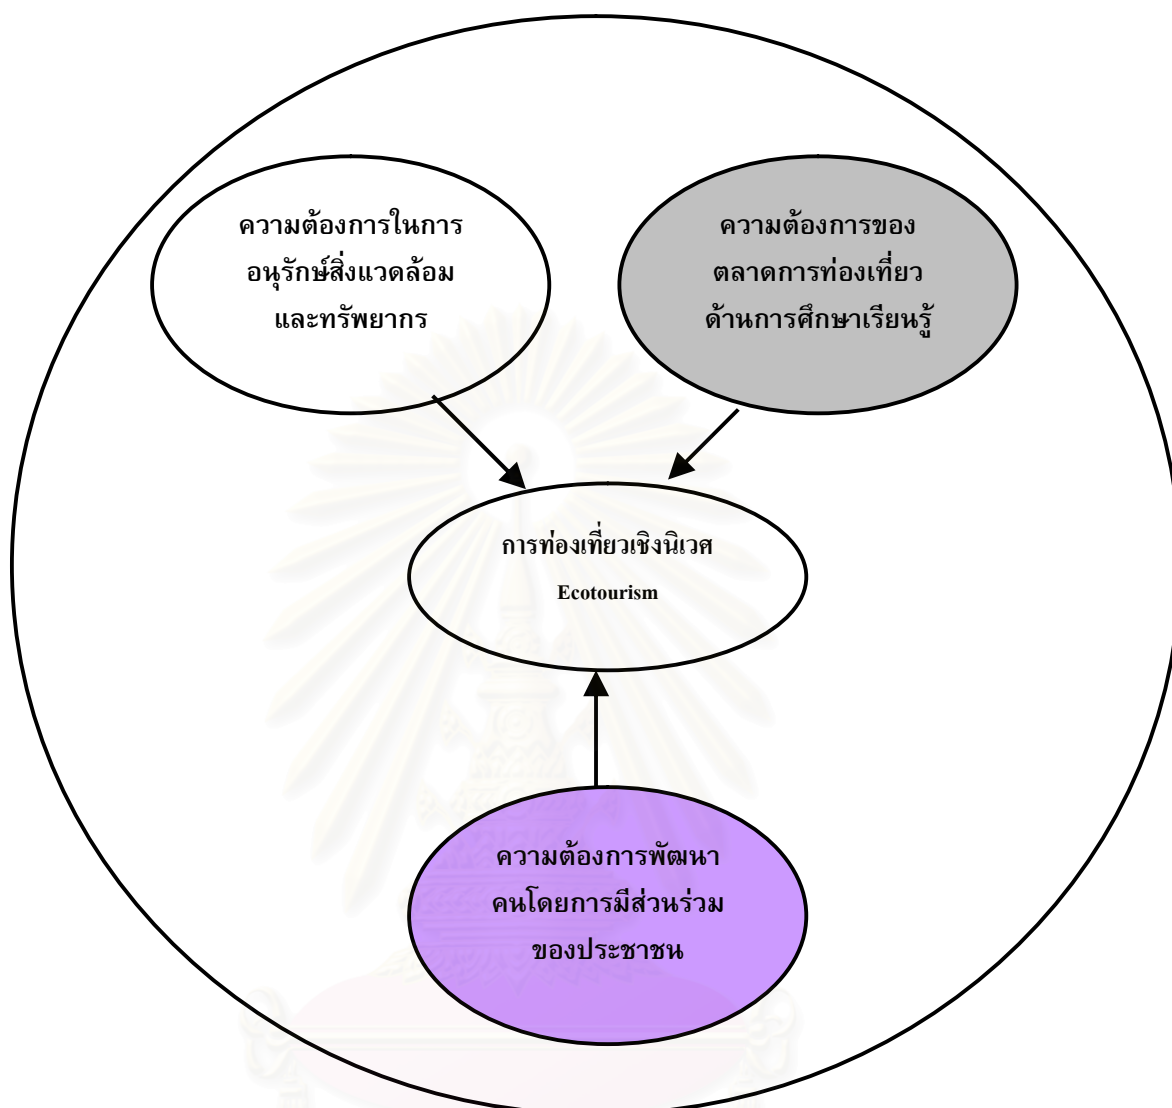 ความต้องการในการ
อนุรักษ์สิ่งแวดล้อม
และทรัพยากร
ความต้องการของ
ตลาดการท่องเที่ยว
ด้านการศึกษาเรียนรู้
การท่องเที่ยวเชิงนิเวศ
Ecotourism
ความต้องการพัฒนา
คนโดยการมีส่วนร่วม
ของประชาชน